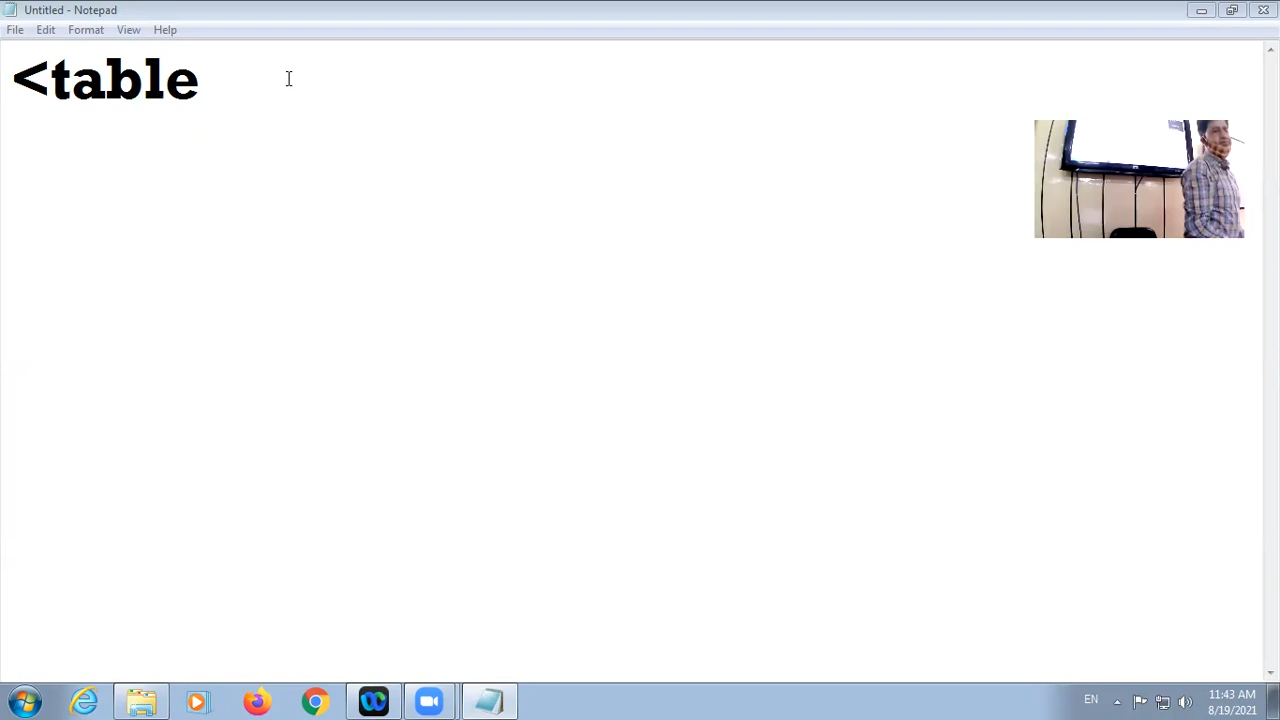 Untitled - Notepad
File Edit Format View Help
<table
EN
11:43 AM
8/19/2021